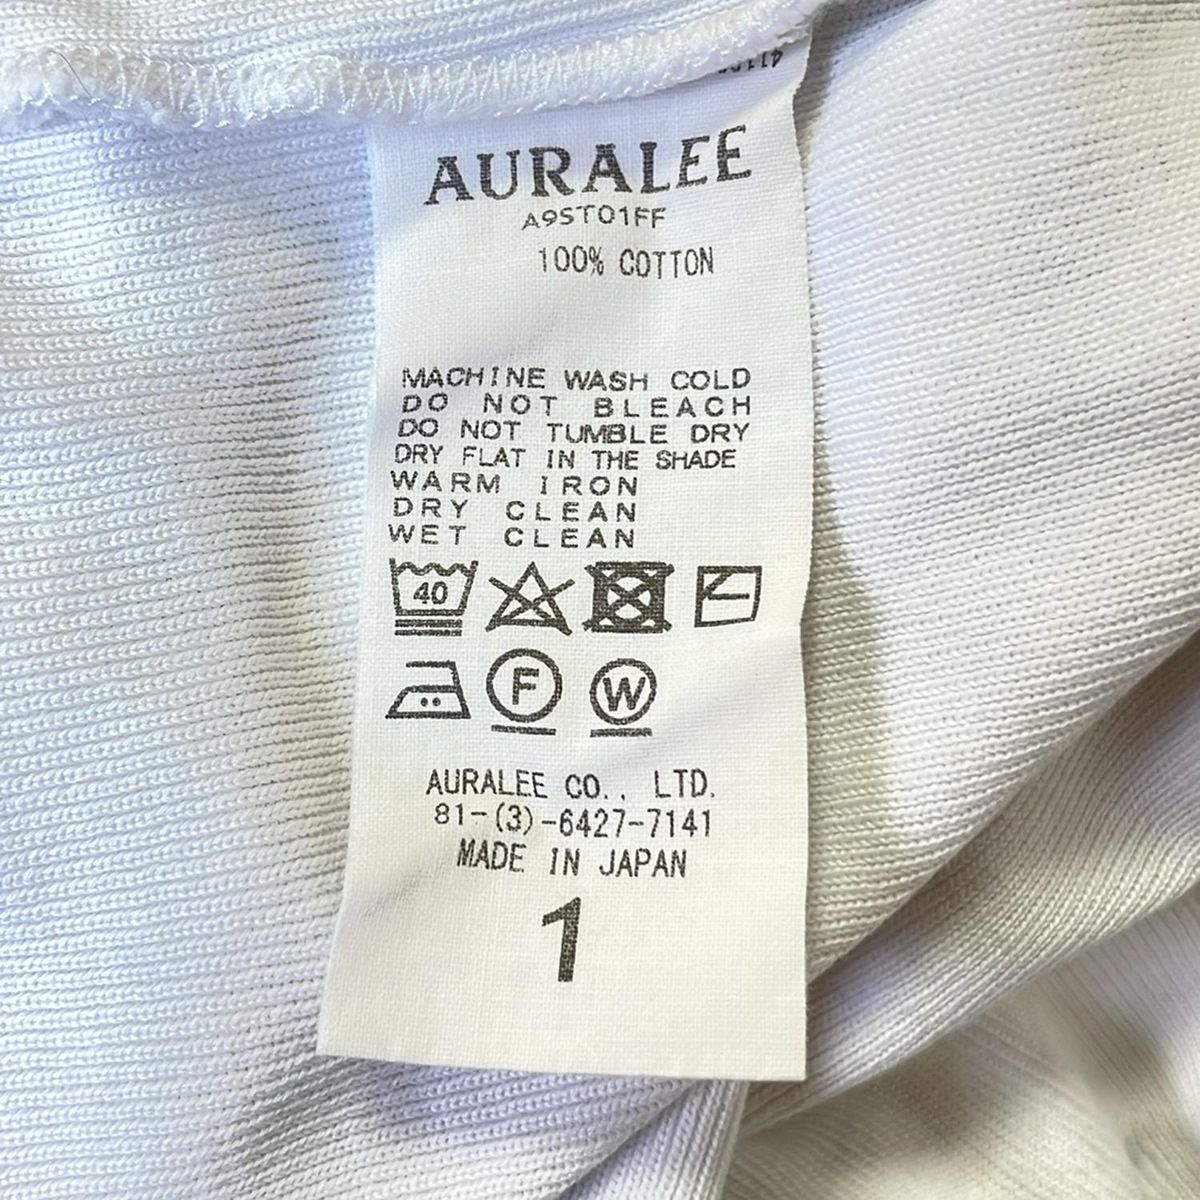 AURALEE
A9ST01FF
100% COTTON
MACHINE WASH COLD
DO NOT BLEACH
DO NOT TUMBLE DRY
DRY FLAT IN THE SHADE
WARM IRON
DRY CLEAN
WET CLEAN
40
F W
AURALEE CO., LTD.
81-(3)-6427-7141
MADE IN JAPAN
1